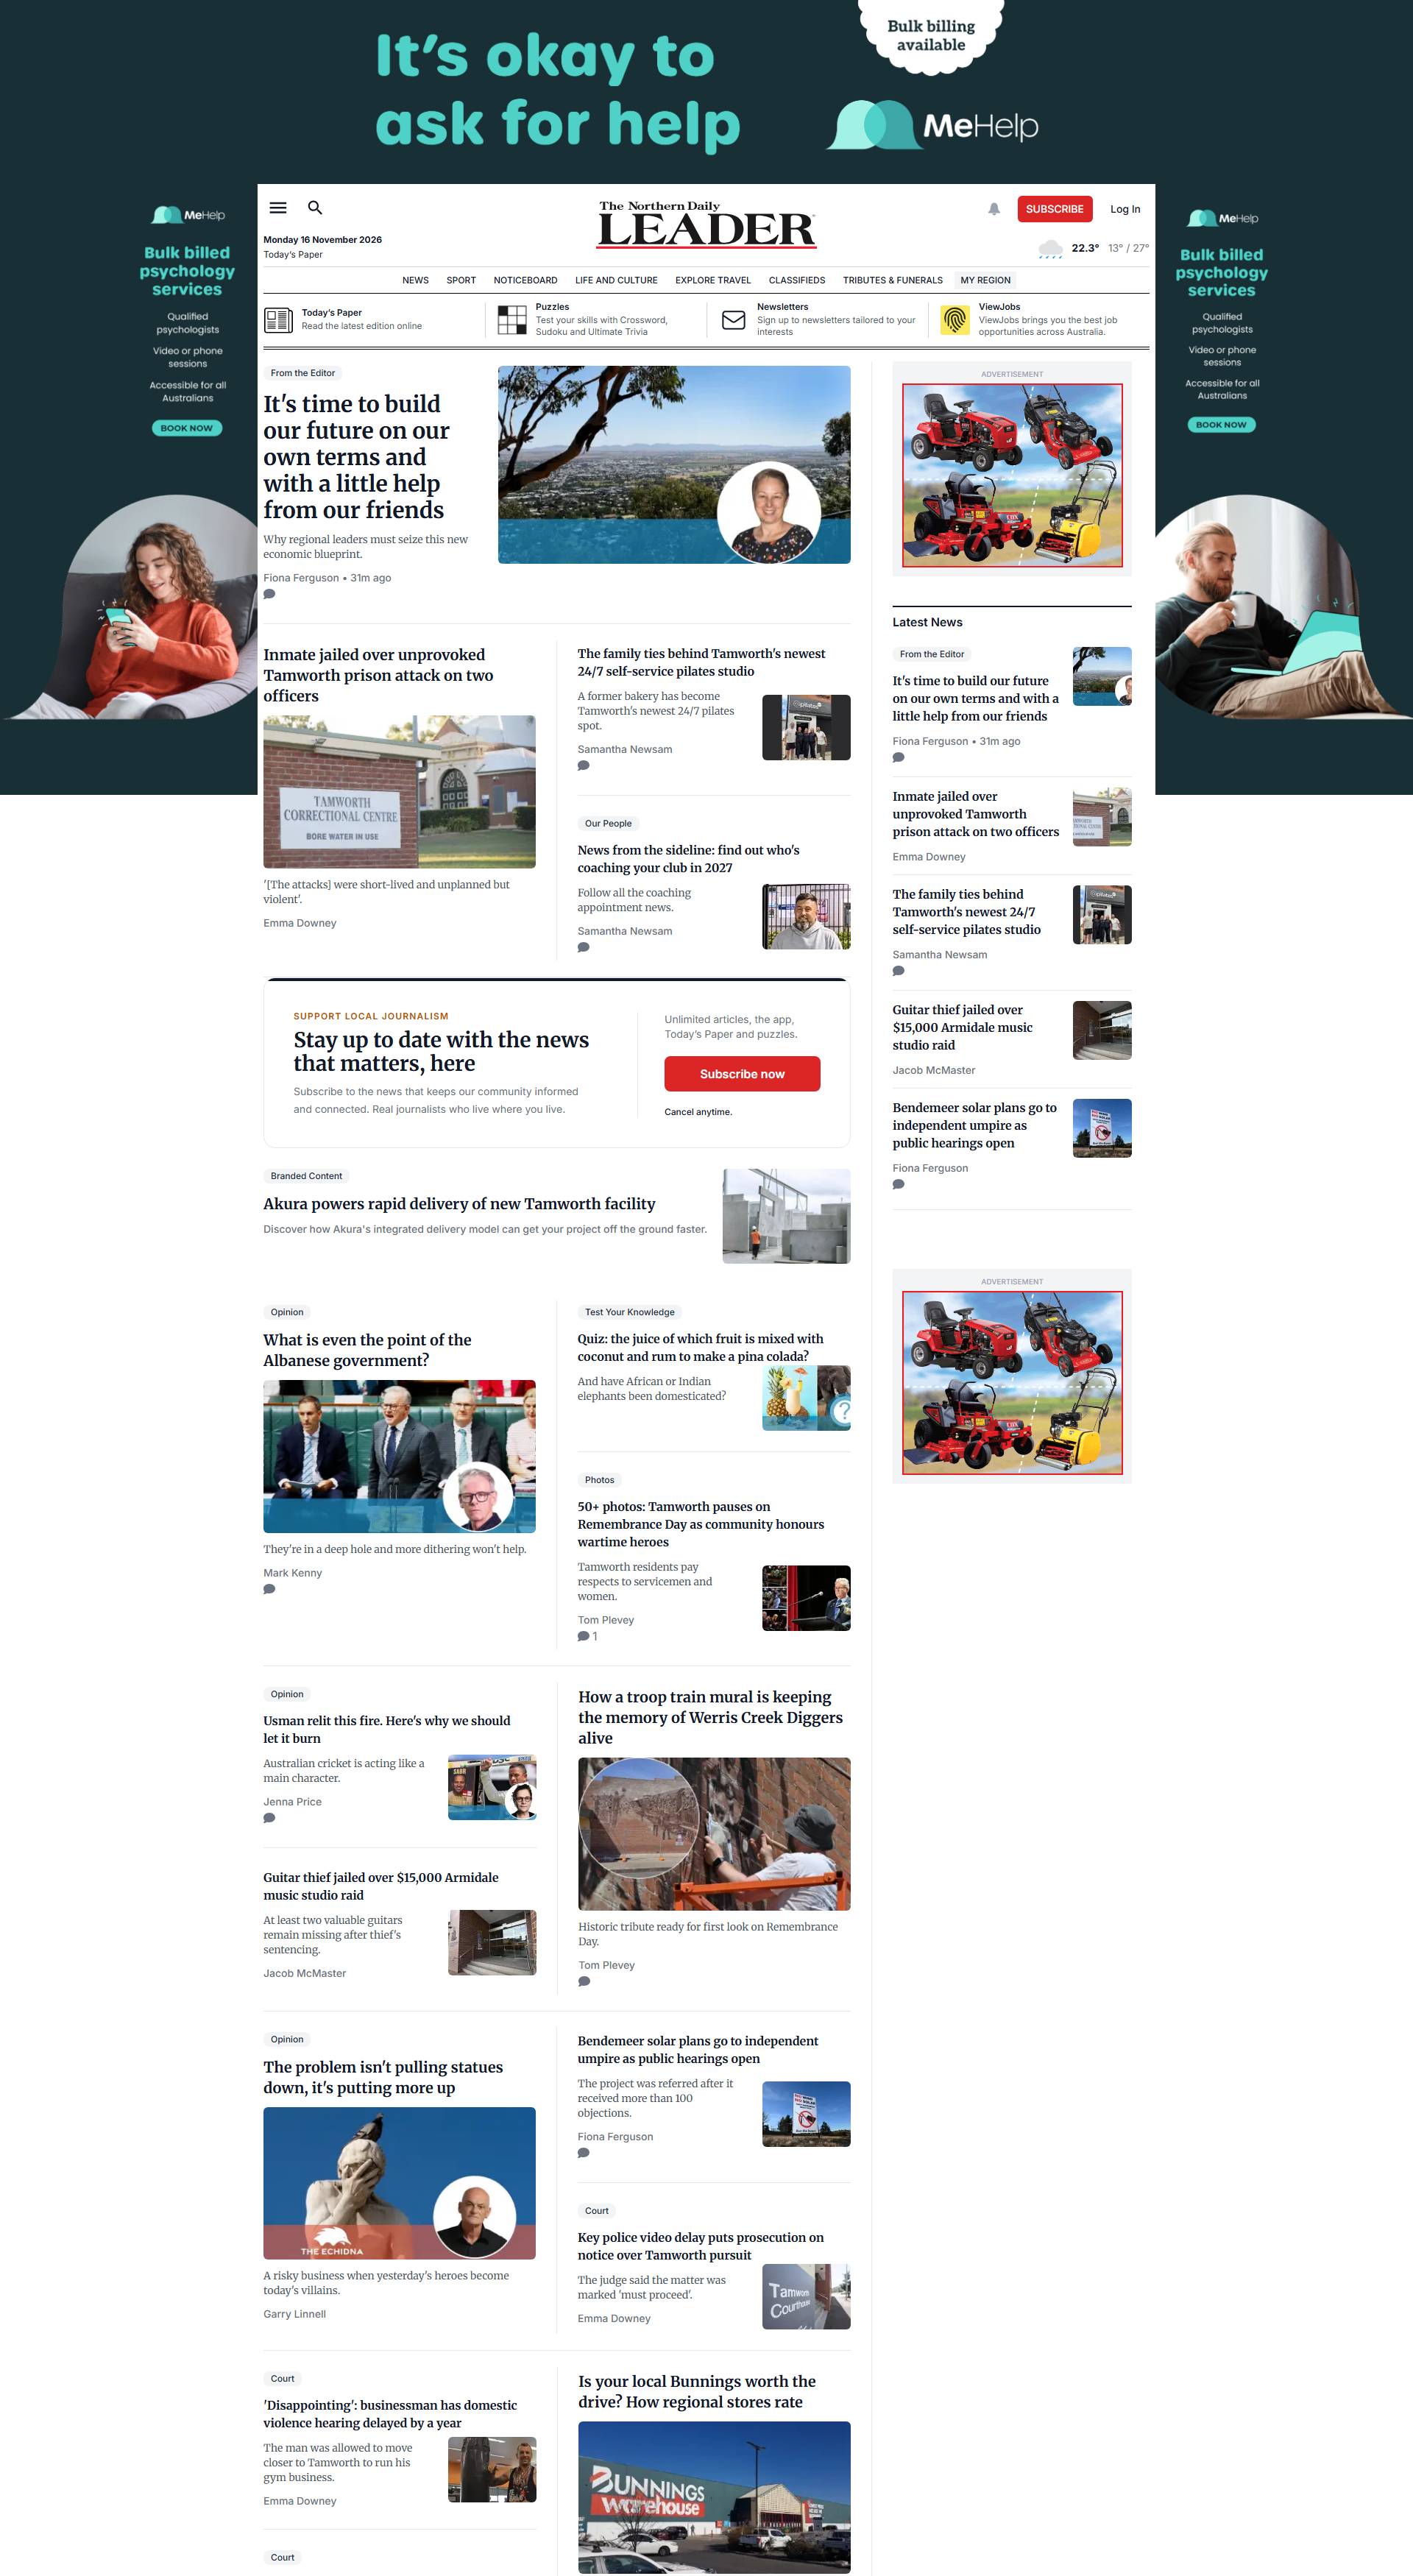 It's okay to
ask for help
Bulk billing
available
MeHelp
MeHelp
Bulk billed
psychology
services
Qualified
psychologists
Video or phone
sessions
Accessible for all
Australians
BOOK NOW
MeHelp
Bulk billed
psychology
services
Qualified
psychologists
Video or phone
sessions
Accessible for all
Australians
BOOK NOW
The Northern Daily
LEADER
SUBSCRIBE
Log In
Monday 16 November 2026
Today's Paper
22.3° 13° / 27°
NEWS SPORT NOTICEBOARD LIFE AND CULTURE EXPLORE TRAVEL CLASSIFIEDS TRIBUTES & FUNERALS MY REGION
Today's Paper
Read the latest edition online
Puzzles
Test your skills with Crossword,
Sudoku and Ultimate Trivia
Newsletters
Sign up to newsletters tailored to your
interests
ViewJobs
ViewJobs brings you the best job
opportunities across Australia.
From the Editor
It's time to build
our future on our
own terms and
with a little help
from our friends
Why regional leaders must seize this new
economic blueprint.
Fiona Ferguson • 31m ago
Inmate jailed over unprovoked
Tamworth prison attack on two
officers
TAMWORTH
CORRECTIONAL CENTRE
BORE WATER IN USE
'[The attacks] were short-lived and unplanned but
violent'.
Emma Downey
The family ties behind Tamworth's newest
24/7 self-service pilates studio
A former bakery has become
Tamworth's newest 24/7 pilates
spot.
Samantha Newsam
Our People
News from the sideline: find out who's
coaching your club in 2027
Follow all the coaching
appointment news.
Samantha Newsam
SUPPORT LOCAL JOURNALISM
Stay up to date with the news
that matters, here
Subscribe to the news that keeps our community informed
and connected. Real journalists who live where you live.
Unlimited articles, the app,
Today's Paper and puzzles.
Subscribe now
Cancel anytime.
Branded Content
Akura powers rapid delivery of new Tamworth facility
Discover how Akura's integrated delivery model can get your project off the ground faster.
Opinion
What is even the point of the
Albanese government?
They're in a deep hole and more dithering won't help.
Mark Kenny
Test Your Knowledge
Quiz: the juice of which fruit is mixed with
coconut and rum to make a pina colada?
And have African or Indian
elephants been domesticated?
?
Photos
50+ photos: Tamworth pauses on
Remembrance Day as community honours
wartime heroes
Tamworth residents pay
respects to servicemen and
women.
Tom Plevey
1
Opinion
Usman relit this fire. Here's why we should
let it burn
Australian cricket is acting like a
main character.
Jenna Price
Guitar thief jailed over $15,000 Armidale
music studio raid
At least two valuable guitars
remain missing after thief's
sentencing.
Jacob McMaster
How a troop train mural is keeping
the memory of Werris Creek Diggers
alive
Historic tribute ready for first look on Remembrance
Day.
Tom Plevey
Opinion
The problem isn't pulling statues
down, it's putting more up
THE ECHIDNA
A risky business when yesterday's heroes become
today's villains.
Garry Linnell
Bendemeer solar plans go to independent
umpire as public hearings open
The project was referred after it
received more than 100
objections.
Fiona Ferguson
Court
Key police video delay puts prosecution on
notice over Tamworth pursuit
The judge said the matter was
marked 'must proceed'.
Emma Downey
Tamworth
Courthouse
Court
'Disappointing': businessman has domestic
violence hearing delayed by a year
The man was allowed to move
closer to Tamworth to run his
gym business.
Emma Downey
Court
Is your local Bunnings worth the
drive? How regional stores rate
BUNNINGS
warehouse
ADVERTISEMENT
Latest News
From the Editor
It's time to build our future
on our own terms and with a
little help from our friends
Fiona Ferguson • 31m ago
Inmate jailed over
unprovoked Tamworth
prison attack on two officers
Emma Downey
The family ties behind
Tamworth's newest 24/7
self-service pilates studio
Samantha Newsam
Guitar thief jailed over
$15,000 Armidale music
studio raid
Jacob McMaster
Bendemeer solar plans go to
independent umpire as
public hearings open
Fiona Ferguson
ADVERTISEMENT